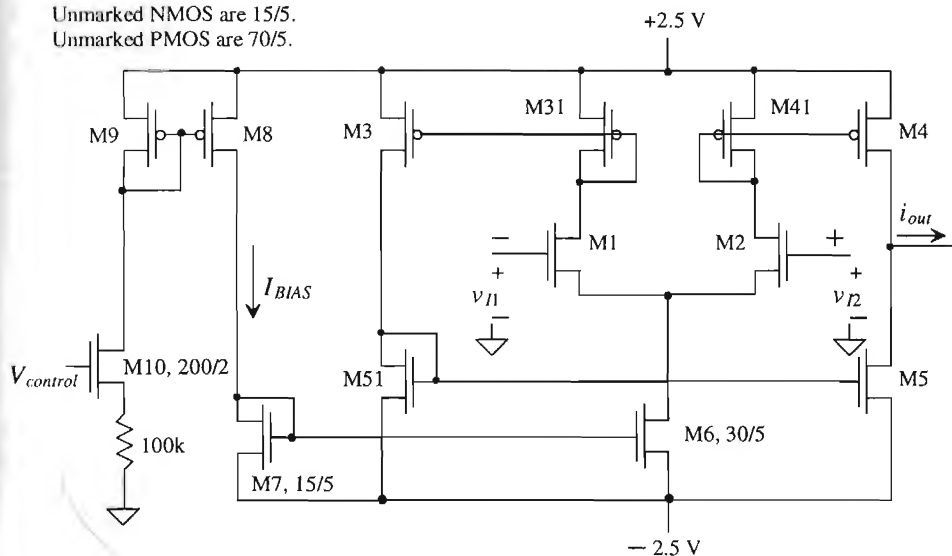 Unmarked NMOS are 15/5.
Unmarked PMOS are 70/5.
+2.5 V
M9
M8
M3
M31
M41
M4
i_out
M1
M2
I_BIAS
−
+
v_I1
+
−
v_I2
+
−
M10, 200/2
V_control
M51
M5
100k
M6, 30/5
M7, 15/5
− 2.5 V